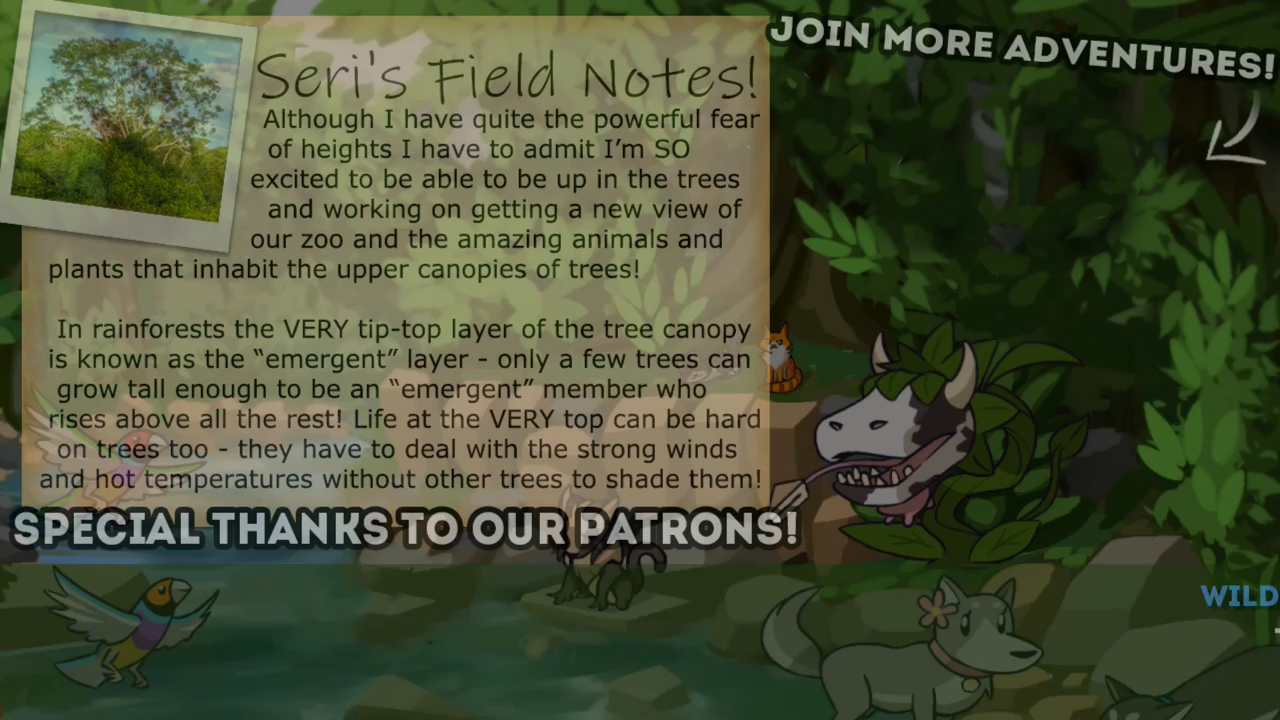 JOIN MORE ADVENTURES!
Seri's Field Notes!
Although I have quite the powerful fear
of heights I have to admit I’m SO
excited to be able to be up in the trees
and working on getting a new view of
our zoo and the amazing animals and
plants that inhabit the upper canopies of trees!
In rainforests the VERY tip-top layer of the tree canopy
is known as the “emergent” layer - only a few trees can
grow tall enough to be an “emergent” member who
rises above all the rest! Life at the VERY top can be hard
on trees too - they have to deal with the strong winds
and hot temperatures without other trees to shade them!
SPECIAL THANKS TO OUR PATRONS!
WILD